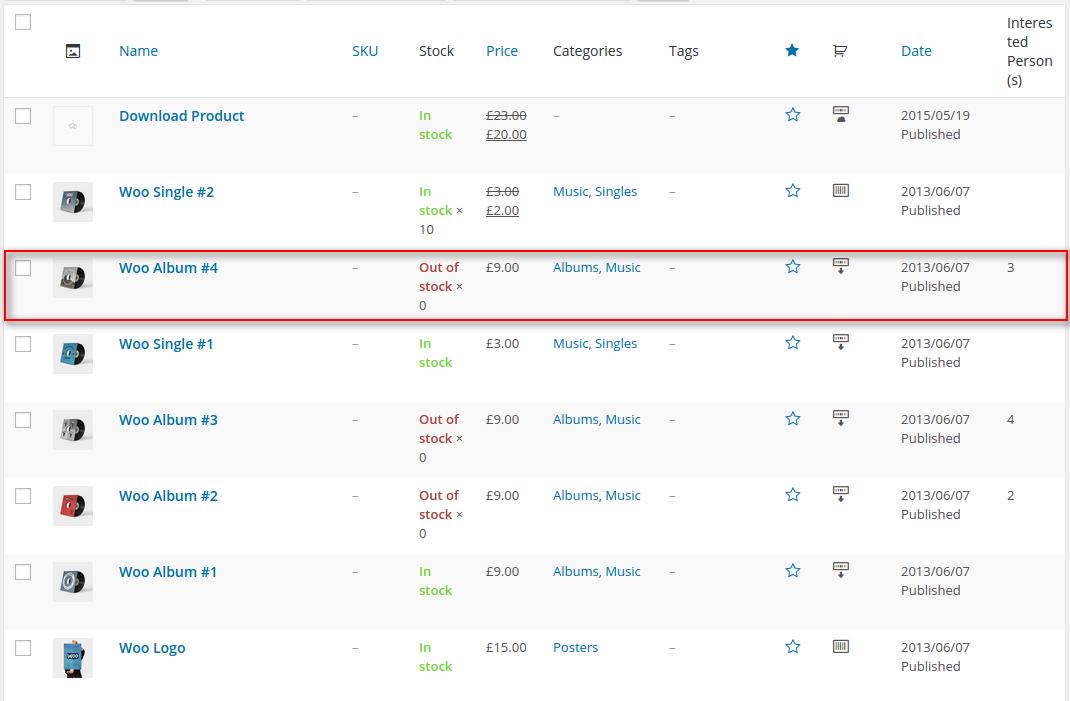 Name SKU Stock Price Categories Tags Date Interes
ted
Person
(s)
Download Product – In £23.00 – – 2015/05/19
stock £20.00 Published
Woo Single #2 – In £3.00 Music, Singles – 2013/06/07
stock × £2.00 Published
10
Woo Album #4 – Out of £9.00 Albums, Music – 2013/06/07 3
stock × Published
0
Woo Single #1 – In £3.00 Music, Singles – 2013/06/07
stock Published
Woo Album #3 – Out of £9.00 Albums, Music – 2013/06/07 4
stock × Published
0
Woo Album #2 – Out of £9.00 Albums, Music – 2013/06/07 2
stock × Published
0
Woo Album #1 – In £9.00 Albums, Music – 2013/06/07
stock Published
Woo Logo – In £15.00 Posters – 2013/06/07
stock Published
WOO